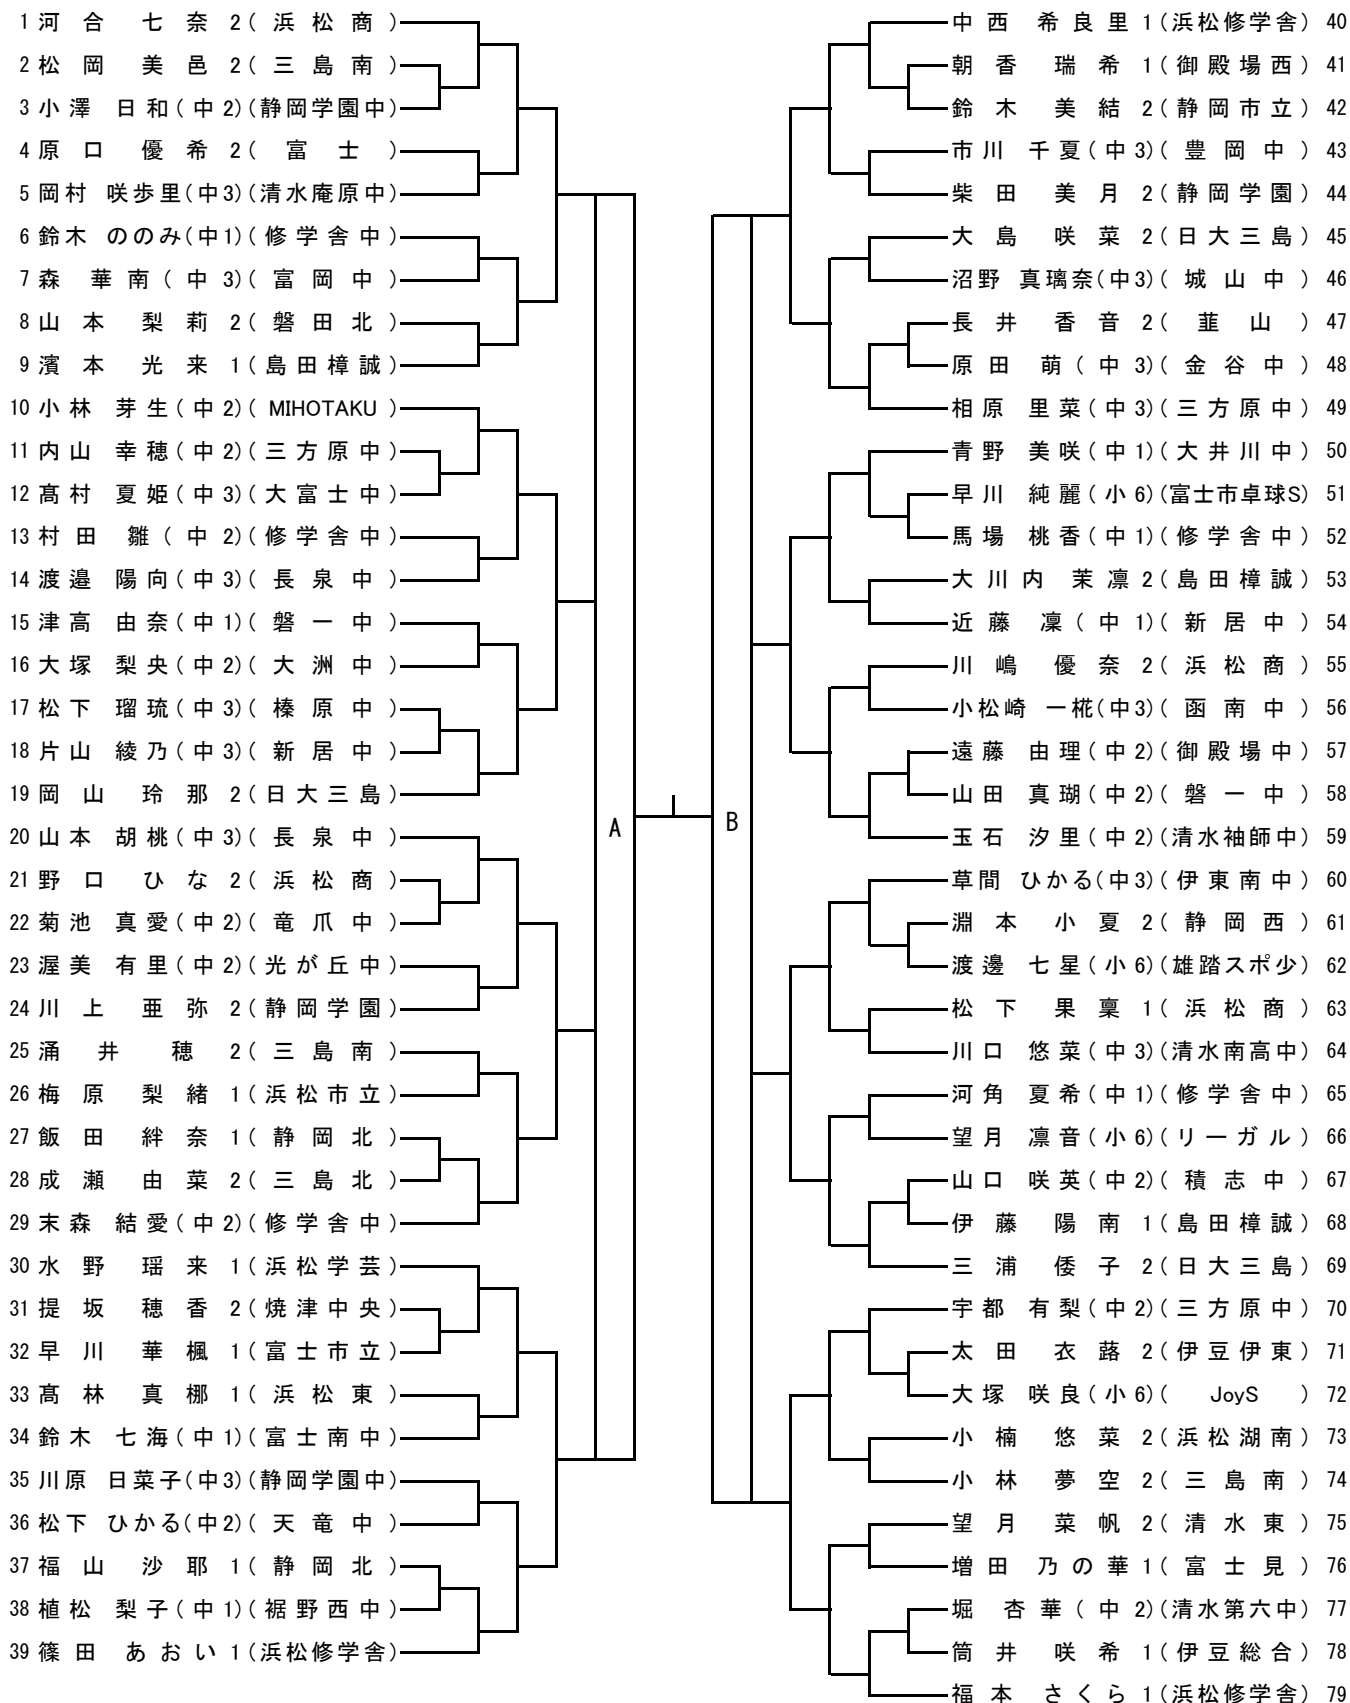 1 河合 七奈 2(浜松商)
2 松岡 美邑 2(三島南)
3 小澤 日和(中2)(静岡学園中)
4 原口 優希 2(富士)
5 岡村 咲歩里(中3)(清水庵原中)
6 鈴木 ののみ(中1)(修学舎中)
7 森 華南(中3)(富岡中)
8 山本 梨莉 2(磐田北)
9 濱本 光来 1(島田樟誠)
10 小林 芽生(中2)(MIHOTAKU)
11 内山 幸穂(中2)(三方原中)
12 髙村 夏姫(中3)(大富士中)
13 村田 雛(中2)(修学舎中)
14 渡邉 陽向(中3)(長泉中)
15 津高 由奈(中1)(磐一中)
16 大塚 梨央(中2)(大洲中)
17 松下 瑠琉(中3)(榛原中)
18 片山 綾乃(中3)(新居中)
19 岡山 玲那 2(日大三島)
20 山本 胡桃(中3)(長泉中)
21 野口 ひな 2(浜松商)
22 菊池 真愛(中2)(竜爪中)
23 渥美 有里(中2)(光が丘中)
24 川上 亜弥 2(静岡学園)
25 涌井 穂 2(三島南)
26 梅原 梨緒 1(浜松市立)
27 飯田 絆奈 1(静岡北)
28 成瀬 由菜 2(三島北)
29 末森 結愛(中2)(修学舎中)
30 水野 瑶来 1(浜松学芸)
31 提坂 穂香 2(焼津中央)
32 早川 華楓 1(富士市立)
33 髙林 真梛 1(浜松東)
34 鈴木 七海(中1)(富士南中)
35 川原 日菜子(中3)(静岡学園中)
36 松下 ひかる(中2)(天竜中)
37 福山 沙耶 1(静岡北)
38 植松 梨子(中1)(裾野西中)
39 篠田 あおい 1(浜松修学舎)
A
B
中西 希良里 1(浜松修学舎) 40
朝香 瑞希 1(御殿場西) 41
鈴木 美結 2(静岡市立) 42
市川 千夏(中3)(豊岡中) 43
柴田 美月 2(静岡学園) 44
大島 咲菜 2(日大三島) 45
沼野 真璃奈(中3)(城山中) 46
長井 香音 2(韮山) 47
原田 萌(中3)(金谷中) 48
相原 里菜(中3)(三方原中) 49
青野 美咲(中1)(大井川中) 50
早川 純麗(小6)(富士市卓球S) 51
馬場 桃香(中1)(修学舎中) 52
大川内 茉凛 2(島田樟誠) 53
近藤 凜(中1)(新居中) 54
川嶋 優奈 2(浜松商) 55
小松崎 一椛(中3)(函南中) 56
遠藤 由理(中2)(御殿場中) 57
山田 真瑚(中2)(磐一中) 58
玉石 汐里(中2)(清水袖師中) 59
草間 ひかる(中3)(伊東南中) 60
淵本 小夏 2(静岡西) 61
渡邊 七星(小6)(雄踏スポ少) 62
松下 果稟 1(浜松商) 63
川口 悠菜(中3)(清水南高中) 64
河角 夏希(中1)(修学舎中) 65
望月 凛音(小6)(リーガル) 66
山口 咲英(中2)(積志中) 67
伊藤 陽南 1(島田樟誠) 68
三浦 倭子 2(日大三島) 69
宇都 有梨(中2)(三方原中) 70
太田 衣蕗 2(伊豆伊東) 71
大塚 咲良(小6)(JoyS) 72
小楠 悠菜 2(浜松湖南) 73
小林 夢空 2(三島南) 74
望月 菜帆 2(清水東) 75
増田 乃の華 1(富士見) 76
堀 杏華(中2)(清水第六中) 77
筒井 咲希 1(伊豆総合) 78
福本 さくら 1(浜松修学舎) 79